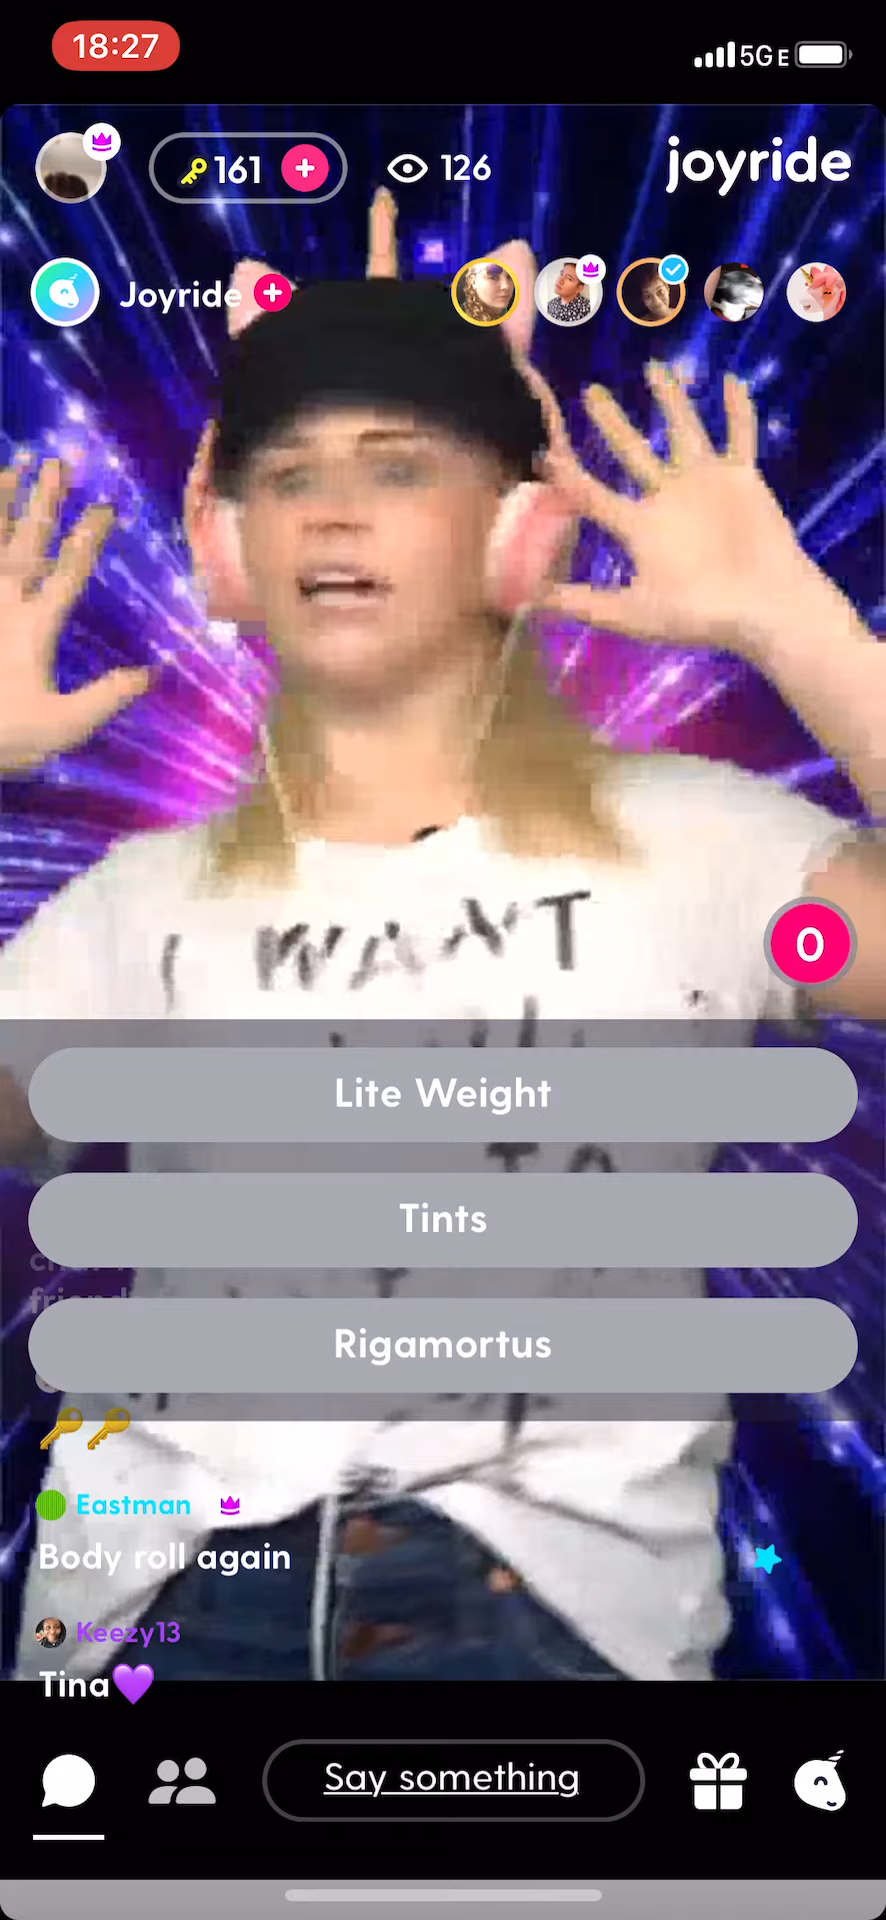 18:27
5G E
161
126
joyride
Joyride
I WANT
0
Lite Weight
Tints
Rigamortus
🔑🔑
Eastman
Body roll again
Keezy13
Tina💜
Say something